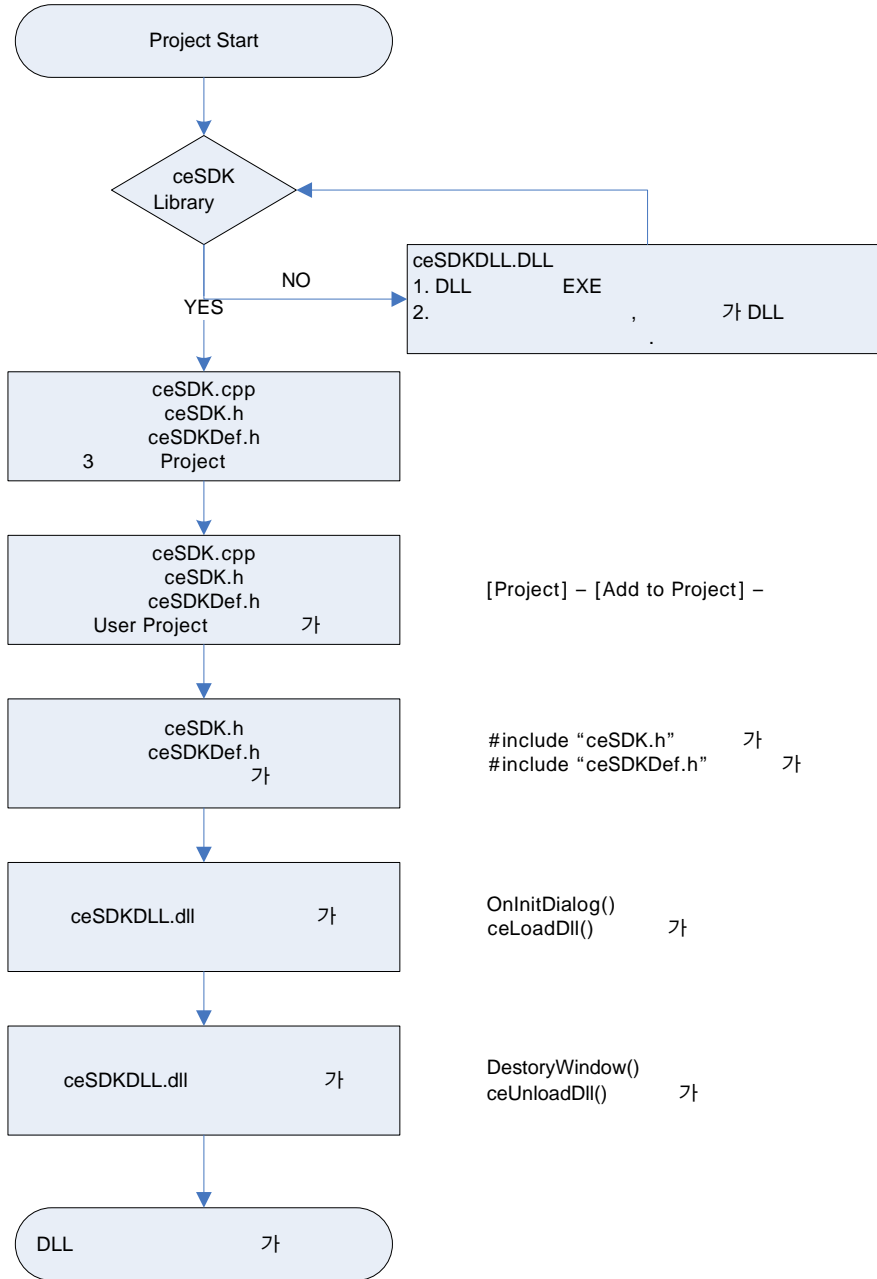 Project Start
ceSDK
Library
NO
YES
ceSDKDLL.DLL
1. DLL EXE
2. , 가 DLL
.
ceSDK.cpp
ceSDK.h
ceSDKDef.h
3 Project
ceSDK.cpp
ceSDK.h
ceSDKDef.h
User Project 가
[Project] – [Add to Project] –
ceSDK.h
ceSDKDef.h
가
#include “ceSDK.h” 가
#include “ceSDKDef.h” 가
ceSDKDLL.dll 가
OnInitDialog()
ceLoadDll() 가
ceSDKDLL.dll 가
DestoryWindow()
ceUnloadDll() 가
DLL 가